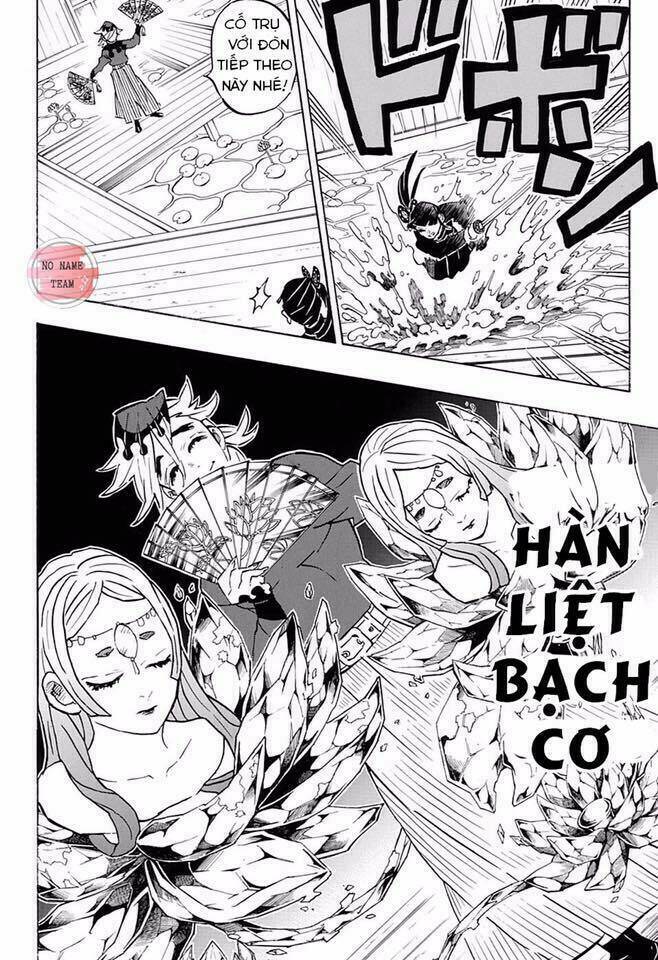 ドボン
CỐ TRỤ
VỚI ĐÒN
TIẾP THEO
NÀY NHÉ!
NO NAME
TEAM
HÀN
LIỆT
BẠCH
CƠ